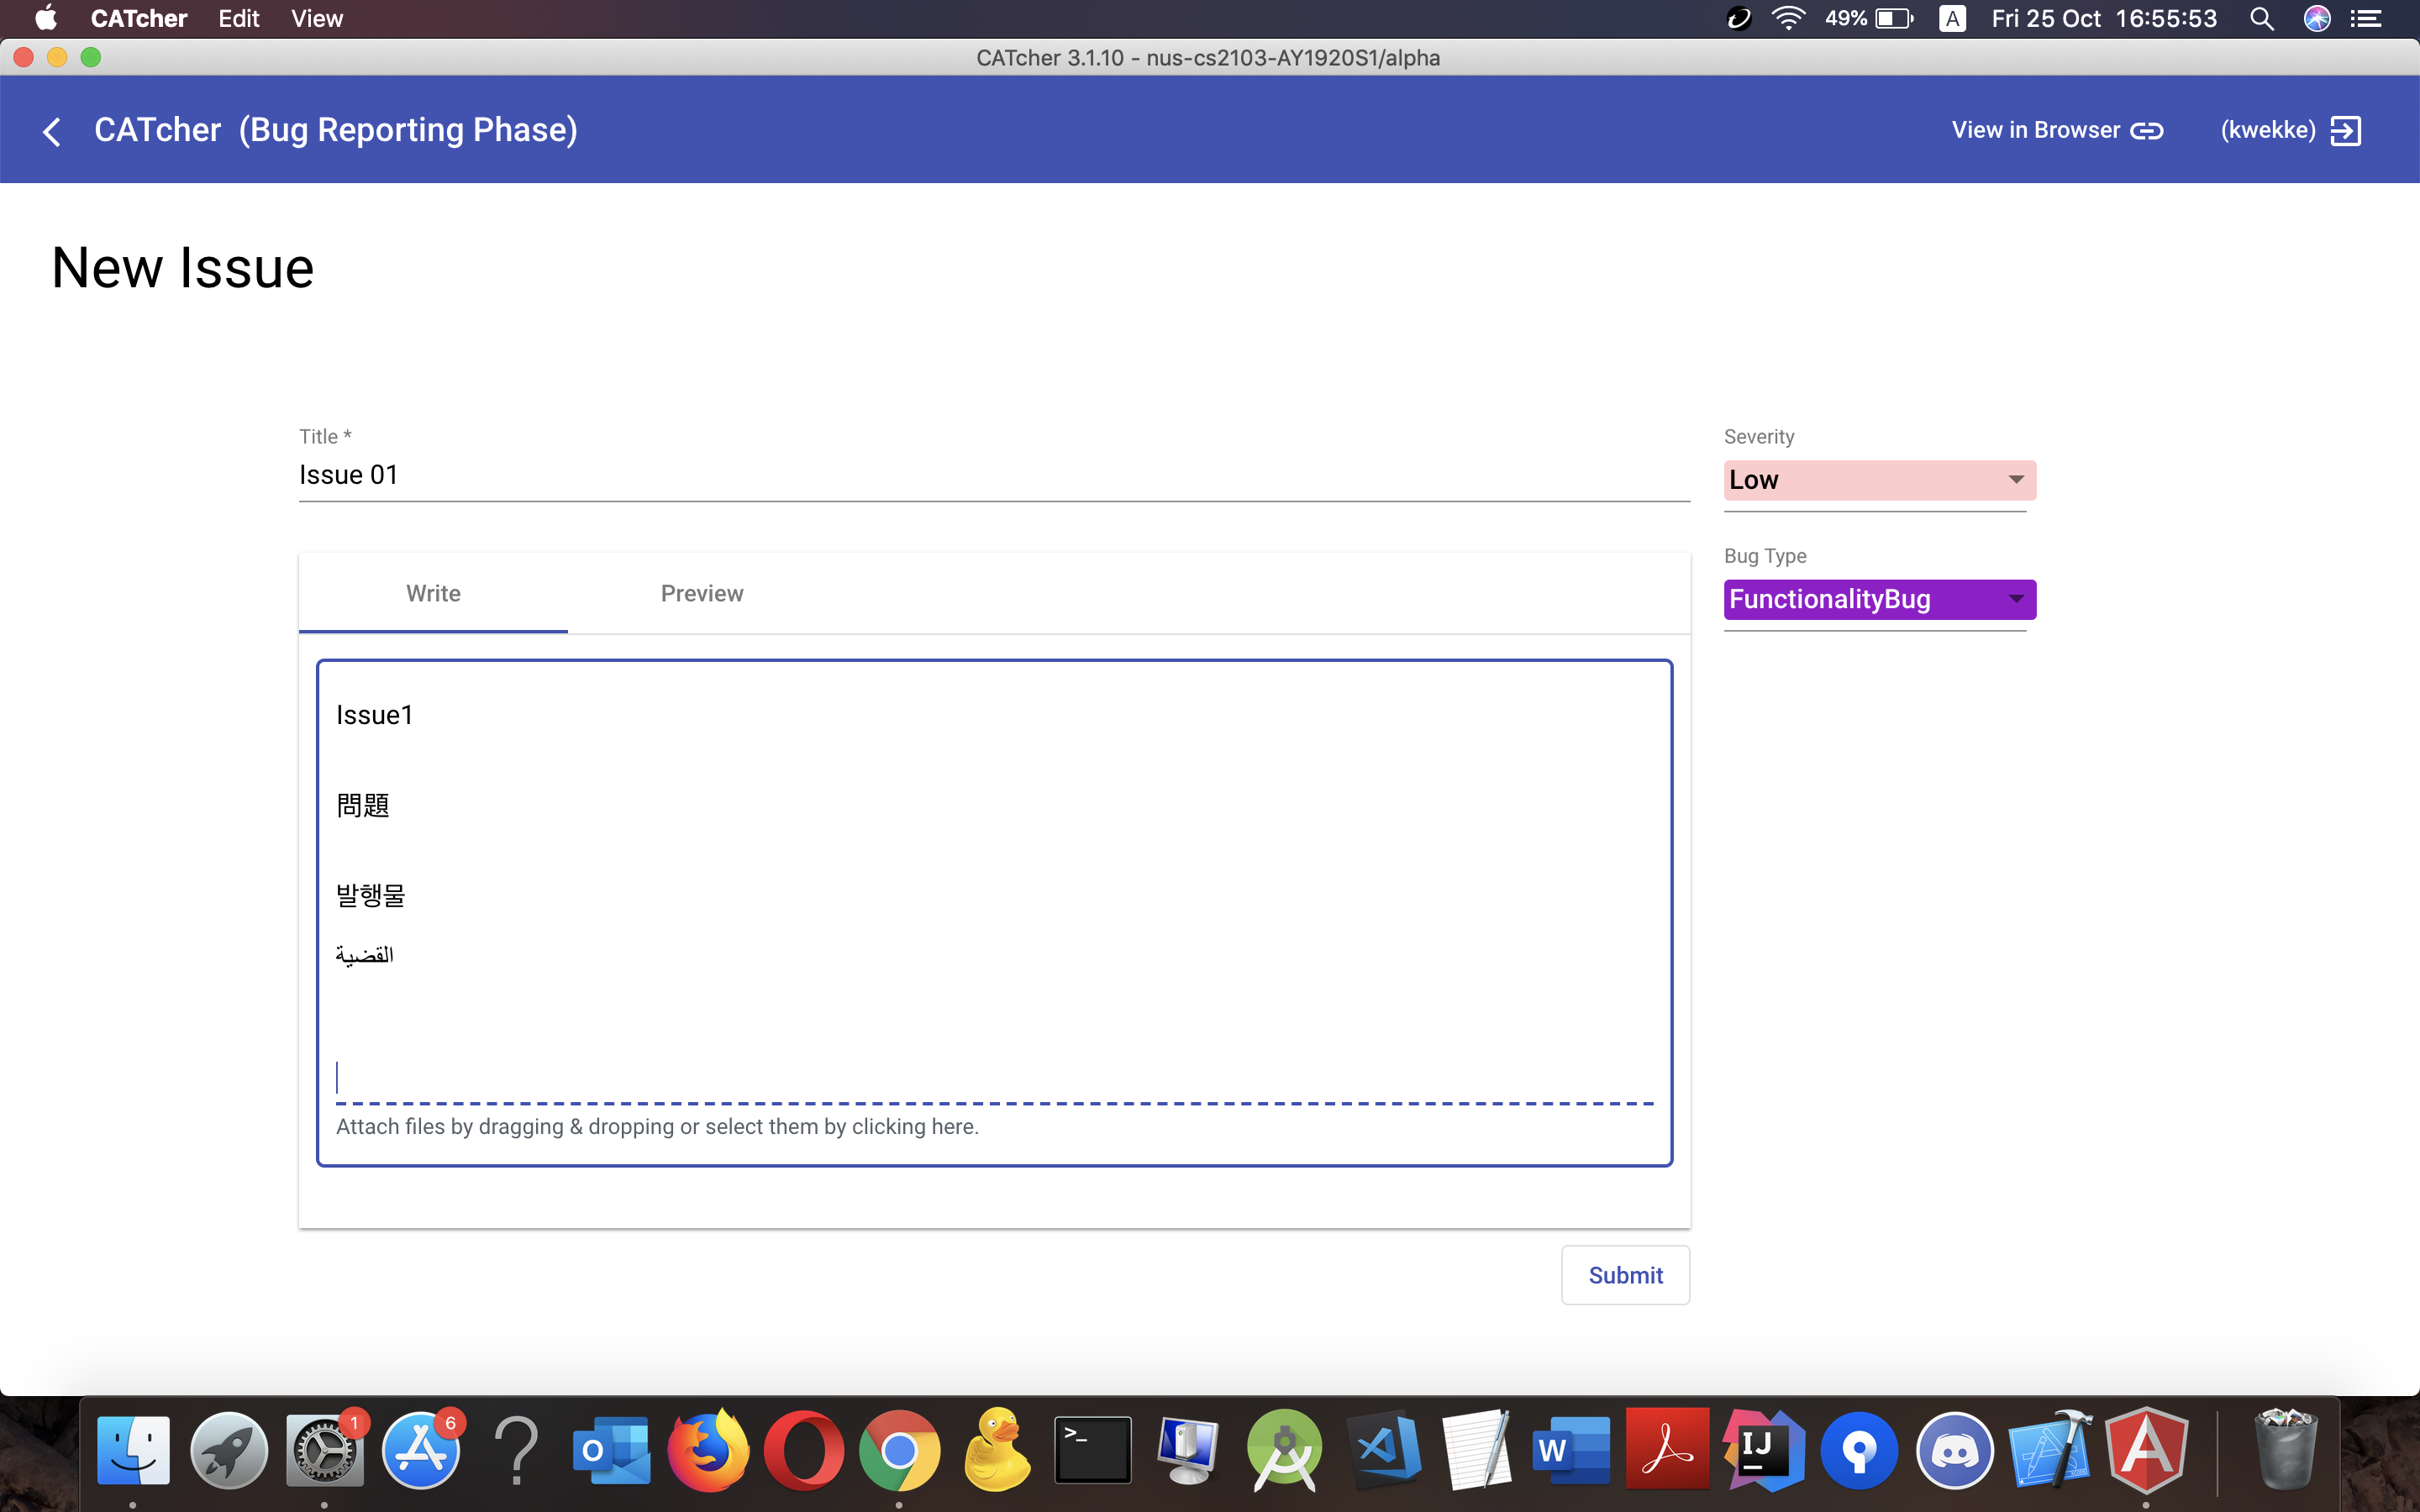 CATcher Edit View 49% A Fri 25 Oct 16:55:53
CATcher 3.1.10 - nus-cs2103-AY1920S1/alpha
CATcher (Bug Reporting Phase) View in Browser (kwekke)
New Issue
Title *
Issue 01
Severity
Low
Bug Type
FunctionalityBug
Write Preview
Issue1
問題
발행물
القضية
Attach files by dragging & dropping or select them by clicking here.
Submit
1 6 ? O >_ W IJ